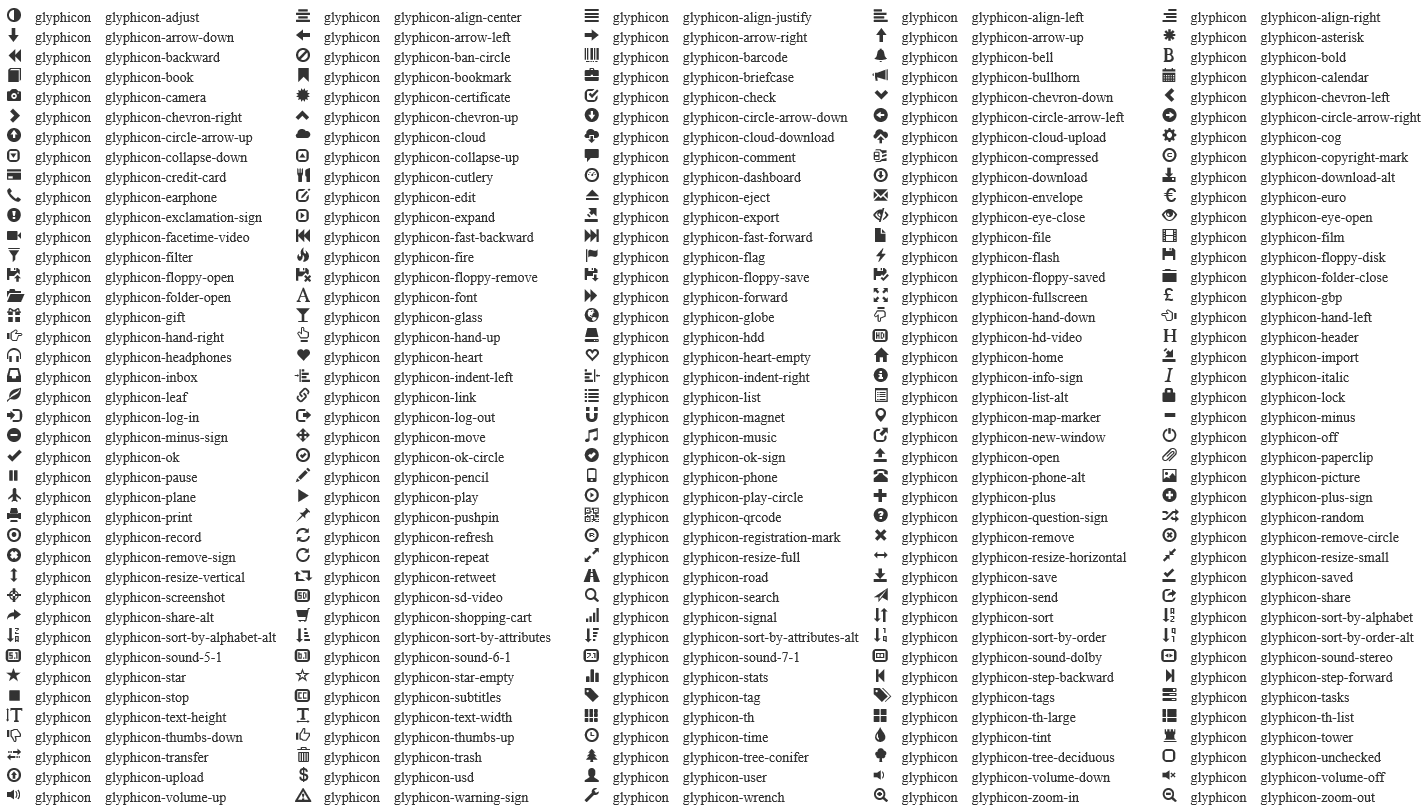 glyphicon glyphicon-adjust glyphicon glyphicon-align-center glyphicon glyphicon-align-justify glyphicon glyphicon-align-left glyphicon glyphicon-align-right
glyphicon glyphicon-arrow-down glyphicon glyphicon-arrow-left glyphicon glyphicon-arrow-right glyphicon glyphicon-arrow-up glyphicon glyphicon-asterisk
glyphicon glyphicon-backward glyphicon glyphicon-ban-circle glyphicon glyphicon-barcode glyphicon glyphicon-bell glyphicon glyphicon-bold
glyphicon glyphicon-book glyphicon glyphicon-bookmark glyphicon glyphicon-briefcase glyphicon glyphicon-bullhorn glyphicon glyphicon-calendar
glyphicon glyphicon-camera glyphicon glyphicon-certificate glyphicon glyphicon-check glyphicon glyphicon-chevron-down glyphicon glyphicon-chevron-left
glyphicon glyphicon-chevron-right glyphicon glyphicon-chevron-up glyphicon glyphicon-circle-arrow-down glyphicon glyphicon-circle-arrow-left glyphicon glyphicon-circle-arrow-right
glyphicon glyphicon-circle-arrow-up glyphicon glyphicon-cloud glyphicon glyphicon-cloud-download glyphicon glyphicon-cloud-upload glyphicon glyphicon-cog
glyphicon glyphicon-collapse-down glyphicon glyphicon-collapse-up glyphicon glyphicon-comment glyphicon glyphicon-compressed glyphicon glyphicon-copyright-mark
glyphicon glyphicon-credit-card glyphicon glyphicon-cutlery glyphicon glyphicon-dashboard glyphicon glyphicon-download glyphicon glyphicon-download-alt
glyphicon glyphicon-earphone glyphicon glyphicon-edit glyphicon glyphicon-eject glyphicon glyphicon-envelope glyphicon glyphicon-euro
glyphicon glyphicon-exclamation-sign glyphicon glyphicon-expand glyphicon glyphicon-export glyphicon glyphicon-eye-close glyphicon glyphicon-eye-open
glyphicon glyphicon-facetime-video glyphicon glyphicon-fast-backward glyphicon glyphicon-fast-forward glyphicon glyphicon-file glyphicon glyphicon-film
glyphicon glyphicon-filter glyphicon glyphicon-fire glyphicon glyphicon-flag glyphicon glyphicon-flash glyphicon glyphicon-floppy-disk
glyphicon glyphicon-floppy-open glyphicon glyphicon-floppy-remove glyphicon glyphicon-floppy-save glyphicon glyphicon-floppy-saved glyphicon glyphicon-folder-close
glyphicon glyphicon-folder-open glyphicon glyphicon-font glyphicon glyphicon-forward glyphicon glyphicon-fullscreen glyphicon glyphicon-gbp
glyphicon glyphicon-gift glyphicon glyphicon-glass glyphicon glyphicon-globe glyphicon glyphicon-hand-down glyphicon glyphicon-hand-left
glyphicon glyphicon-hand-right glyphicon glyphicon-hand-up glyphicon glyphicon-hdd glyphicon glyphicon-hd-video glyphicon glyphicon-header
glyphicon glyphicon-headphones glyphicon glyphicon-heart glyphicon glyphicon-heart-empty glyphicon glyphicon-home glyphicon glyphicon-import
glyphicon glyphicon-inbox glyphicon glyphicon-indent-left glyphicon glyphicon-indent-right glyphicon glyphicon-info-sign glyphicon glyphicon-italic
glyphicon glyphicon-leaf glyphicon glyphicon-link glyphicon glyphicon-list glyphicon glyphicon-list-alt glyphicon glyphicon-lock
glyphicon glyphicon-log-in glyphicon glyphicon-log-out glyphicon glyphicon-magnet glyphicon glyphicon-map-marker glyphicon glyphicon-minus
glyphicon glyphicon-minus-sign glyphicon glyphicon-move glyphicon glyphicon-music glyphicon glyphicon-new-window glyphicon glyphicon-off
glyphicon glyphicon-ok glyphicon glyphicon-ok-circle glyphicon glyphicon-ok-sign glyphicon glyphicon-open glyphicon glyphicon-paperclip
glyphicon glyphicon-pause glyphicon glyphicon-pencil glyphicon glyphicon-phone glyphicon glyphicon-phone-alt glyphicon glyphicon-picture
glyphicon glyphicon-plane glyphicon glyphicon-play glyphicon glyphicon-play-circle glyphicon glyphicon-plus glyphicon glyphicon-plus-sign
glyphicon glyphicon-print glyphicon glyphicon-pushpin glyphicon glyphicon-qrcode glyphicon glyphicon-question-sign glyphicon glyphicon-random
glyphicon glyphicon-record glyphicon glyphicon-refresh glyphicon glyphicon-registration-mark glyphicon glyphicon-remove glyphicon glyphicon-remove-circle
glyphicon glyphicon-remove-sign glyphicon glyphicon-repeat glyphicon glyphicon-resize-full glyphicon glyphicon-resize-horizontal glyphicon glyphicon-resize-small
glyphicon glyphicon-resize-vertical glyphicon glyphicon-retweet glyphicon glyphicon-road glyphicon glyphicon-save glyphicon glyphicon-saved
glyphicon glyphicon-screenshot glyphicon glyphicon-sd-video glyphicon glyphicon-search glyphicon glyphicon-send glyphicon glyphicon-share
glyphicon glyphicon-share-alt glyphicon glyphicon-shopping-cart glyphicon glyphicon-signal glyphicon glyphicon-sort glyphicon glyphicon-sort-by-alphabet
glyphicon glyphicon-sort-by-alphabet-alt glyphicon glyphicon-sort-by-attributes glyphicon glyphicon-sort-by-attributes-alt glyphicon glyphicon-sort-by-order glyphicon glyphicon-sort-by-order-alt
glyphicon glyphicon-sound-5-1 glyphicon glyphicon-sound-6-1 glyphicon glyphicon-sound-7-1 glyphicon glyphicon-sound-dolby glyphicon glyphicon-sound-stereo
glyphicon glyphicon-star glyphicon glyphicon-star-empty glyphicon glyphicon-stats glyphicon glyphicon-step-backward glyphicon glyphicon-step-forward
glyphicon glyphicon-stop glyphicon glyphicon-subtitles glyphicon glyphicon-tag glyphicon glyphicon-tags glyphicon glyphicon-tasks
glyphicon glyphicon-text-height glyphicon glyphicon-text-width glyphicon glyphicon-th glyphicon glyphicon-th-large glyphicon glyphicon-th-list
glyphicon glyphicon-thumbs-down glyphicon glyphicon-thumbs-up glyphicon glyphicon-time glyphicon glyphicon-tint glyphicon glyphicon-tower
glyphicon glyphicon-transfer glyphicon glyphicon-trash glyphicon glyphicon-tree-conifer glyphicon glyphicon-tree-deciduous glyphicon glyphicon-unchecked
glyphicon glyphicon-upload glyphicon glyphicon-usd glyphicon glyphicon-user glyphicon glyphicon-volume-down glyphicon glyphicon-volume-off
glyphicon glyphicon-volume-up glyphicon glyphicon-warning-sign glyphicon glyphicon-wrench glyphicon glyphicon-zoom-in glyphicon glyphicon-zoom-out